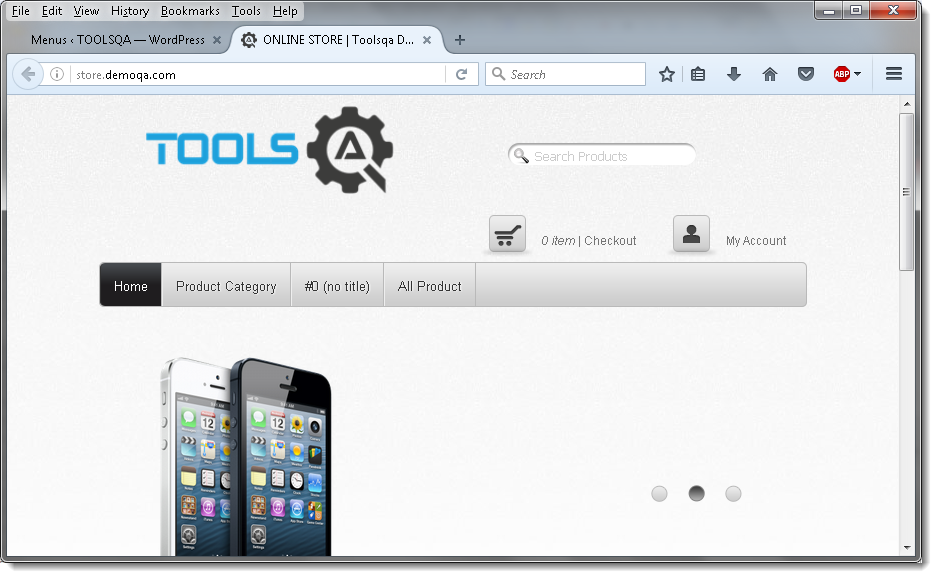 File Edit View History Bookmarks Tools Help
Menus ‹ TOOLSQA — WordPress
ONLINE STORE | Toolsqa D...
store.demoqa.com
Search
ABP
TOOLS QA
Search Products
0 item | Checkout
My Account
Home
Product Category
#0 (no title)
All Product